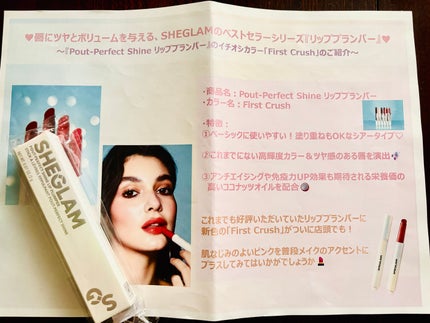 ♥唇にツヤとボリュームを与える、SHEGLAMのベストセラーシリーズ『リッププランパー』♥
～『Pout-Perfect Shine リッププランパー』のイチオシカラー「First Crush」のご紹介～
・商品名：Pout-Perfect Shine リッププランパー
・カラー名：First Crush
・特徴：
①ベーシックに使いやすい！塗り重ねもOKなシアータイプ♡
②これまでにない高輝度カラー&ツヤ感のある唇を演出💎
③アンチエイジングや免疫力UP効果も期待される栄養価の
高いココナッツオイルを配合🥥
これまでも好評いただいていたリッププランパーに
新色の「First Crush」がついに店頭でも！
肌なじみのよいピンクを普段メイクのアクセントに
プラスしてみてはいかがでしょうか💄
SHEGLAM